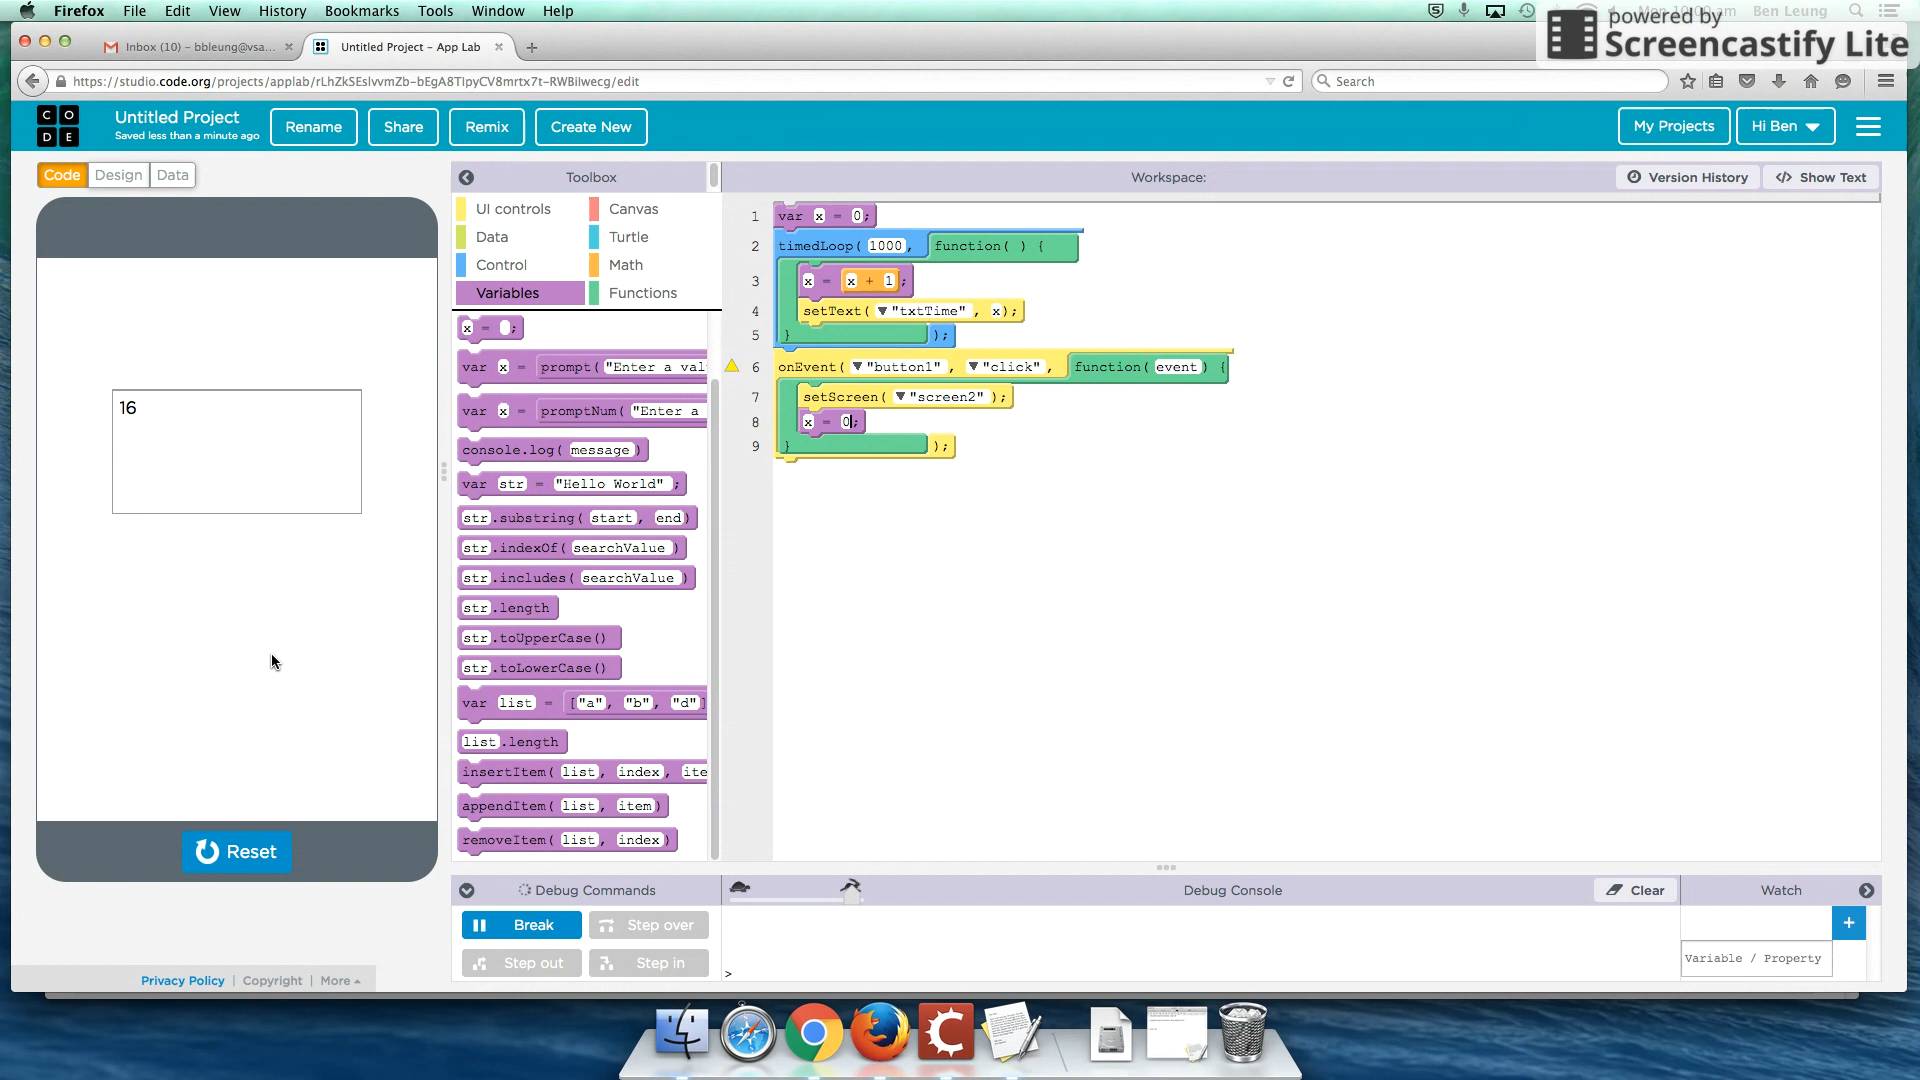 Firefox File Edit View History Bookmarks Tools Window Help
Mon 10:00 am Ben Leung
powered by
Screencastify Lite
Inbox (10) - bbleung@vsa...
Untitled Project - App Lab
https://studio.code.org/projects/applab/rLhZkSEslvvmZb-bEgA8TlpyCV8mrtx7t-RWBilwecg/edit
Search
CODE
Untitled Project
Saved less than a minute ago
Rename
Share
Remix
Create New
My Projects
Hi Ben
Code Design Data
Toolbox
Workspace:
Version History
</> Show Text
UI controls
Canvas
Data
Turtle
Control
Math
Variables
Functions
x = ;
var x = prompt("Enter a val
var x = promptNum("Enter a
console.log(message)
var str = "Hello World";
str.substring(start, end)
str.indexOf(searchValue)
str.includes(searchValue)
str.length
str.toUpperCase()
str.toLowerCase()
var list = ["a", "b", "d"]
list.length
insertItem(list, index, ite
appendItem(list, item)
removeItem(list, index)
1 var x = 0;
2 timedLoop(1000, function( ) {
3 x = x + 1;
4 setText("txtTime", x);
5 } );
6 onEvent("button1", "click", function(event) {
7 setScreen("screen2");
8 x = 0;
9 } );
16
Reset
Debug Commands
Debug Console
Clear
Watch
Break
Step over
Step out
Step in
>
+
Variable / Property
Privacy Policy | Copyright | More